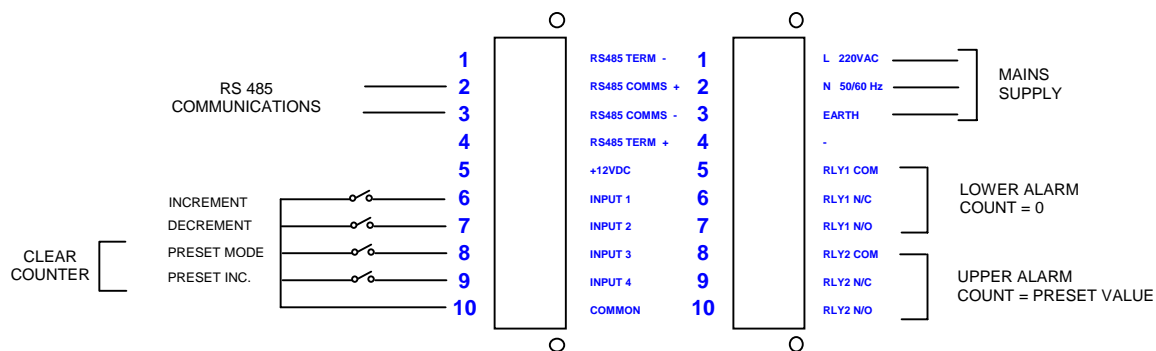 1 RS485 TERM - 1 L 220VAC
RS 485 2 RS485 COMMS + 2 N 50/60 Hz MAINS
COMMUNICATIONS 3 RS485 COMMS - 3 EARTH SUPPLY
4 RS485 TERM + 4 -
5 +12VDC 5 RLY1 COM
INCREMENT 6 INPUT 1 6 RLY1 N/C LOWER ALARM
DECREMENT 7 INPUT 2 7 RLY1 N/O COUNT = 0
CLEAR PRESET MODE 8 INPUT 3 8 RLY2 COM
COUNTER PRESET INC. 9 INPUT 4 9 RLY2 N/C UPPER ALARM
10 COMMON 10 RLY2 N/O COUNT = PRESET VALUE